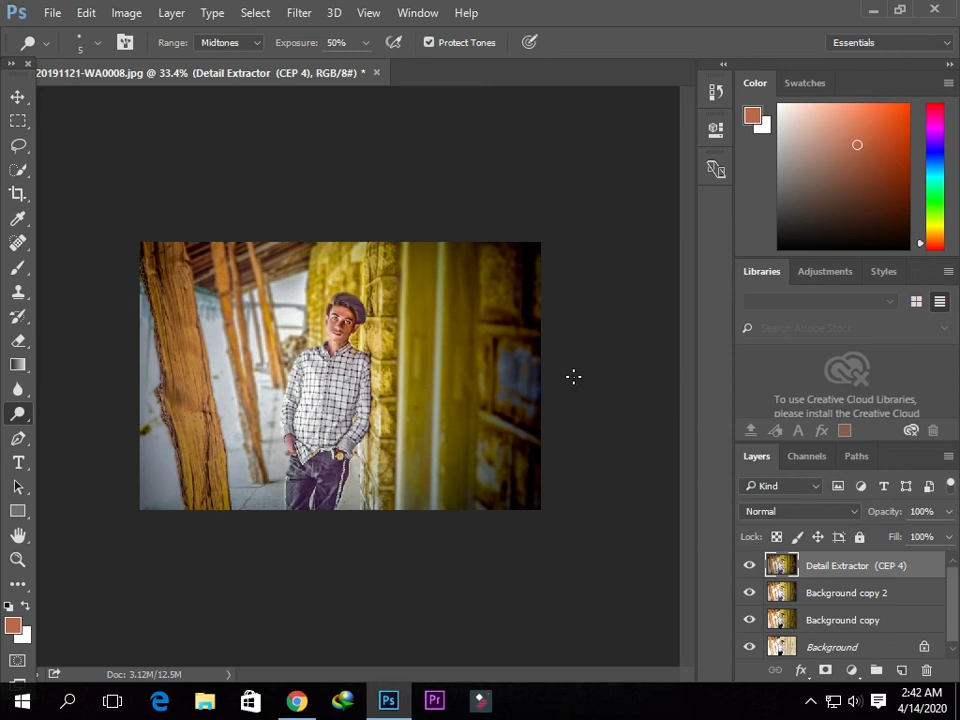 Ps File Edit Image Layer Type Select Filter 3D View Window Help
5 Range: Midtones Exposure: 50% Protect Tones Essentials
20191121-WA0008.jpg @ 33.4% (Detail Extractor (CEP 4), RGB/8#) * ×
Color Swatches
Libraries Adjustments Styles
Search Adobe Stock
To use Creative Cloud Libraries,
please install the Creative Cloud
Layers Channels Paths
Kind
Normal Opacity: 100%
Lock: Fill: 100%
Detail Extractor (CEP 4)
Background copy 2
Background copy
Background
Doc: 3.12M/12.5M
Ps Pr 2:42 AM
4/14/2020